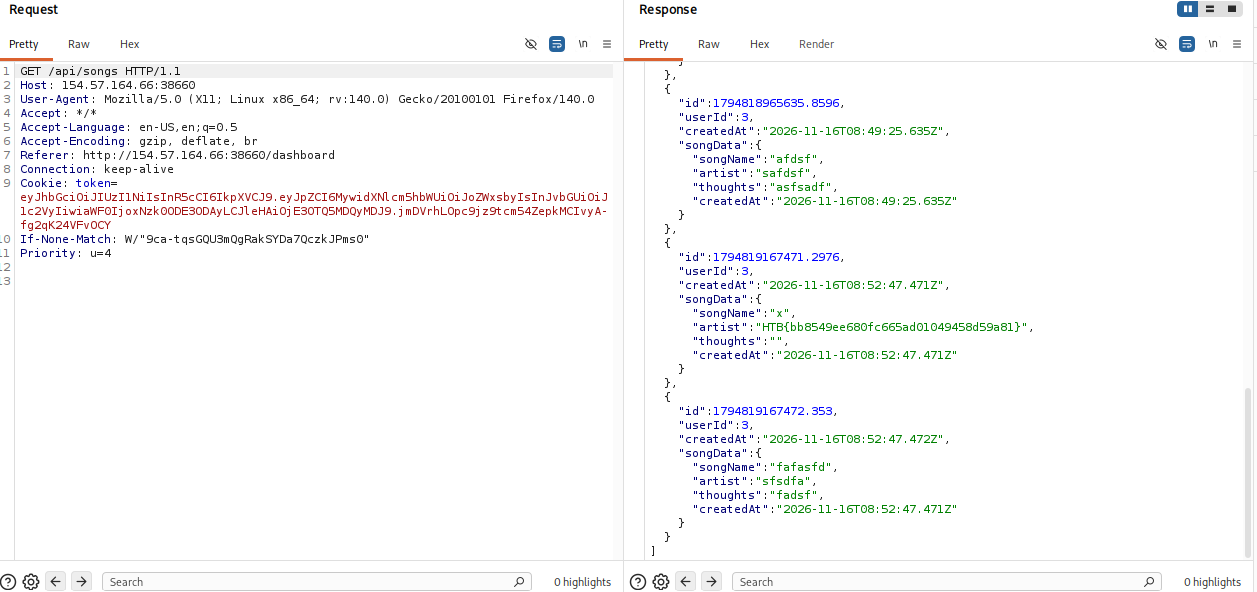 Request
Pretty Raw Hex \n
1 GET /api/songs HTTP/1.1
2 Host: 154.57.164.66:38660
3 User-Agent: Mozilla/5.0 (X11; Linux x86_64; rv:140.0) Gecko/20100101 Firefox/140.0
4 Accept: */*
5 Accept-Language: en-US,en;q=0.5
6 Accept-Encoding: gzip, deflate, br
7 Referer: http://154.57.164.66:38660/dashboard
8 Connection: keep-alive
9 Cookie: token=
eyJhbGciOiJIUzI1NiIsInR5cCI6IkpXVCJ9.eyJpZCI6MywidXNlcm5hbWUiOiJoZWxsbyIsInJvbGUiOiJ
1c2VyIiwiaWF0IjoxNzk0ODE3ODAyLCJleHAiOjE3OTQ5MDQyMDJ9.jmDVrhLOpc9jz9tcm54ZepkMCIvyA-
fg2qK24VFvOCY
10 If-None-Match: W/"9ca-tqsGQU3mQgRakSYDa7QczkJPms0"
11 Priority: u=4
12
13
Search 0 highlights
Response
Pretty Raw Hex Render \n
}
},
{
"id":1794818965635.8596,
"userId":3,
"createdAt":"2026-11-16T08:49:25.635Z",
"songData":{
"songName":"afdsf",
"artist":"safdsf",
"thoughts":"asfsadf",
"createdAt":"2026-11-16T08:49:25.635Z"
}
},
{
"id":1794819167471.2976,
"userId":3,
"createdAt":"2026-11-16T08:52:47.471Z",
"songData":{
"songName":"x",
"artist":"HTB{bb8549ee680fc665ad01049458d59a81}",
"thoughts":"",
"createdAt":"2026-11-16T08:52:47.471Z"
}
},
{
"id":1794819167472.353,
"userId":3,
"createdAt":"2026-11-16T08:52:47.472Z",
"songData":{
"songName":"fafasfd",
"artist":"sfsdfa",
"thoughts":"fadsf",
"createdAt":"2026-11-16T08:52:47.471Z"
}
}
]
Search 0 highlights